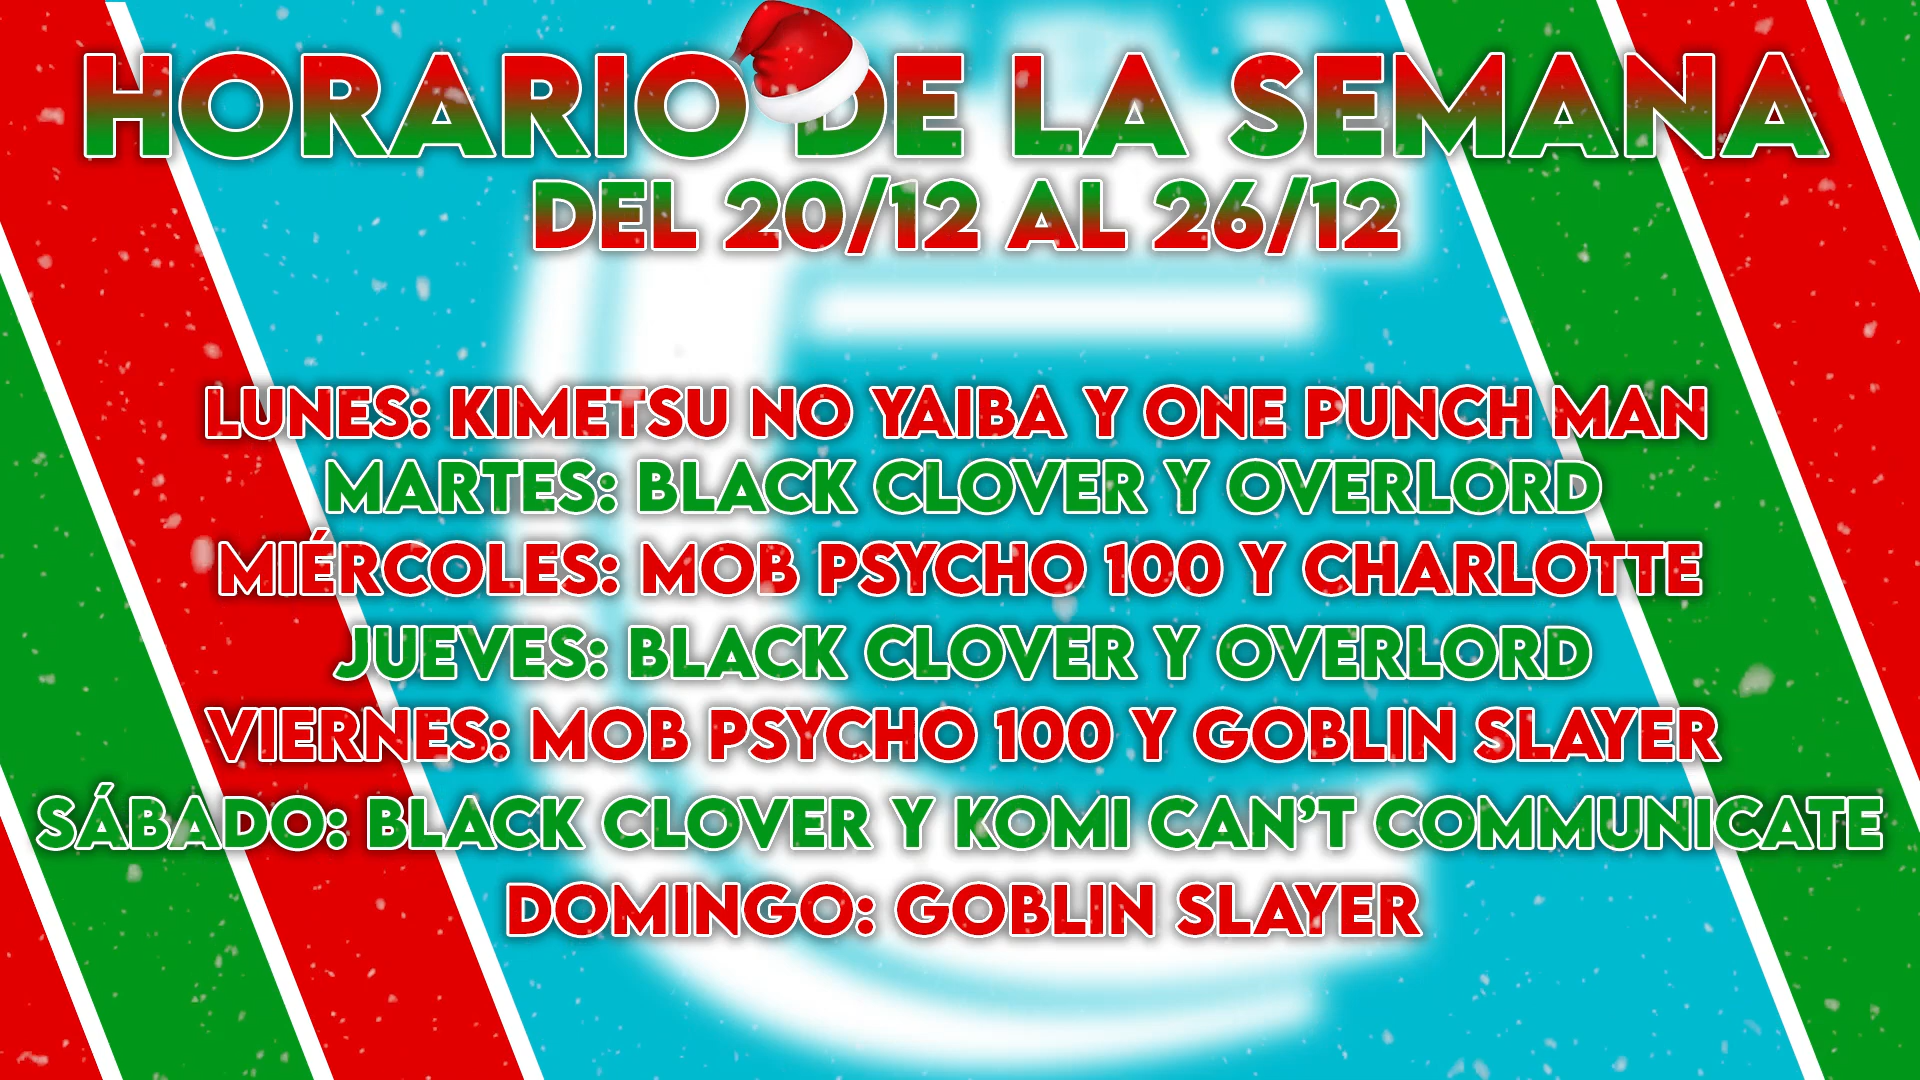 HORARIO DE LA SEMANA
DEL 20/12 AL 26/12
LUNES: KIMETSU NO YAIBA Y ONE PUNCH MAN
MARTES: BLACK CLOVER Y OVERLORD
MIÉRCOLES: MOB PSYCHO 100 Y CHARLOTTE
JUEVES: BLACK CLOVER Y OVERLORD
VIERNES: MOB PSYCHO 100 Y GOBLIN SLAYER
SÁBADO: BLACK CLOVER Y KOMI CAN'T COMMUNICATE
DOMINGO: GOBLIN SLAYER